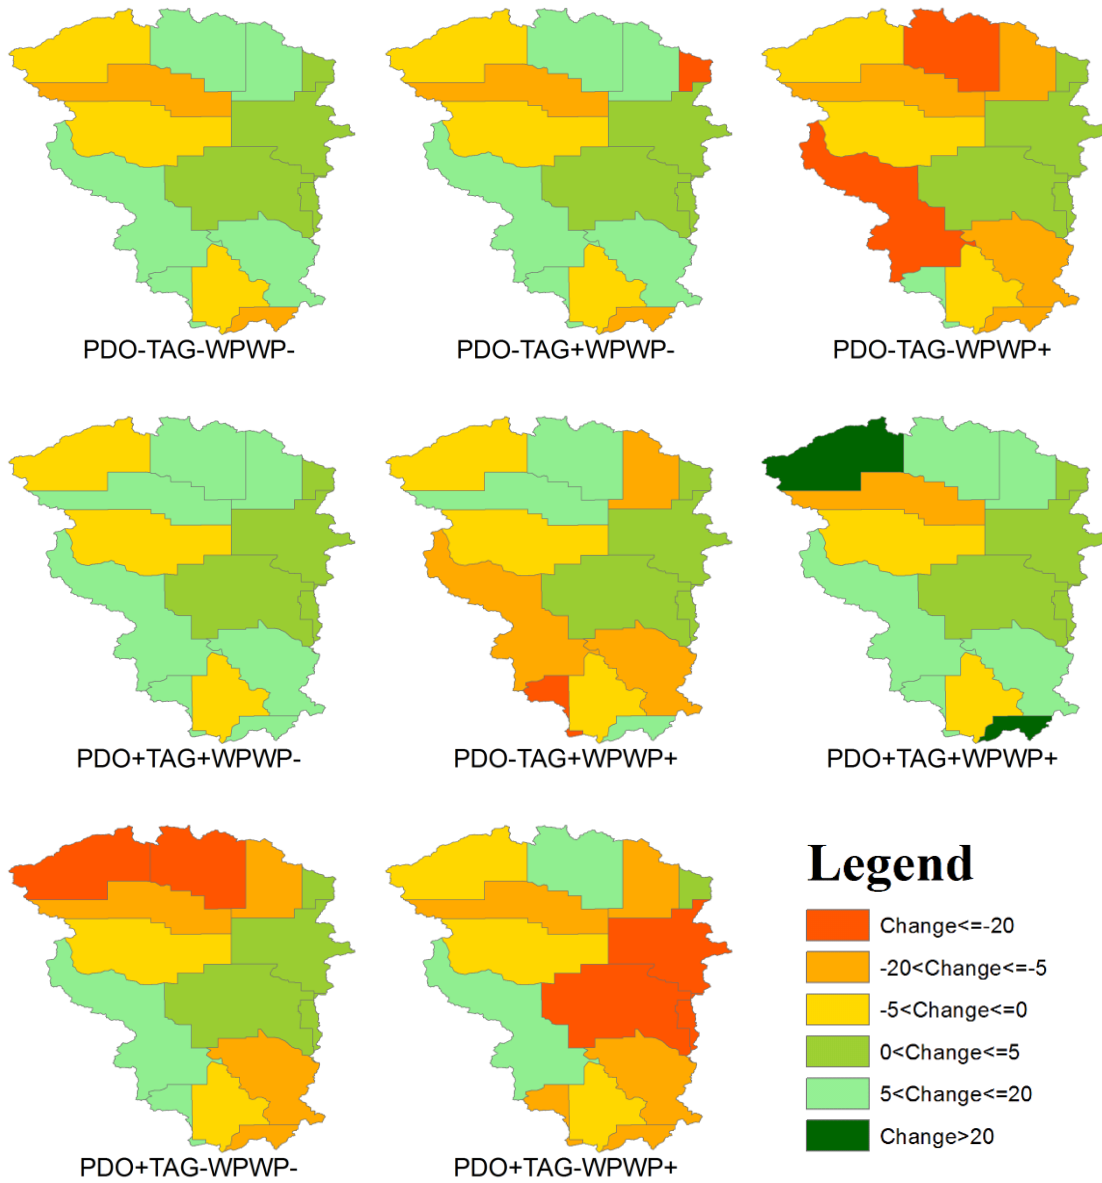 PDO-TAG-WPWP-
PDO-TAG+WPWP-
PDO-TAG-WPWP+
PDO+TAG+WPWP-
PDO-TAG+WPWP+
PDO+TAG+WPWP+
PDO+TAG-WPWP-
PDO+TAG-WPWP+
Legend
Change<=-20
-20<Change<=-5
-5<Change<=0
0<Change<=5
5<Change<=20
Change>20